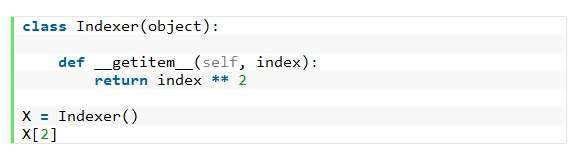 class Indexer(object):
    def __getitem__(self, index):
        return index ** 2
X = Indexer()
X[2]